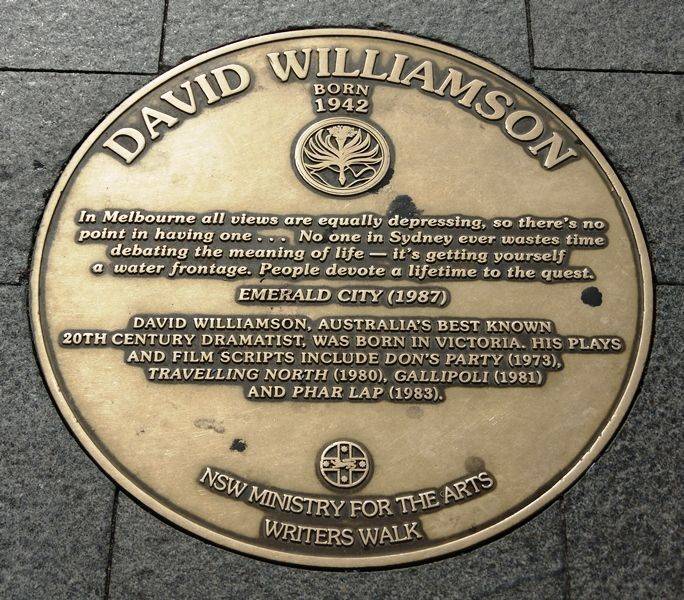 DAVID WILLIAMSON
BORN
1942
In Melbourne all views are equally depressing, so there's no
point in having one . . . No one in Sydney ever wastes time
debating the meaning of life — it's getting yourself
a water frontage. People devote a lifetime to the quest.
EMERALD CITY (1987)
DAVID WILLIAMSON, AUSTRALIA'S BEST KNOWN
20TH CENTURY DRAMATIST, WAS BORN IN VICTORIA. HIS PLAYS
AND FILM SCRIPTS INCLUDE DON'S PARTY (1973),
TRAVELLING NORTH (1980), GALLIPOLI (1981)
AND PHAR LAP (1983).
NSW MINISTRY FOR THE ARTS
WRITERS WALK